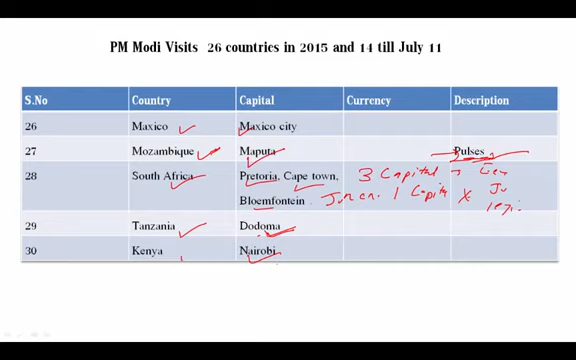 PM Modi Visits 26 countries in 2015 and 14 till July 11
S.No Country Capital Currency Description
26 Maxico Maxico city
27 Mozambique Maputa Pulses
28 South Africa Pretoria, Cape town, 3 Capital
Bloemfontein 1 Capita
29 Tanzania Dodoma
30 Kenya Nairobi